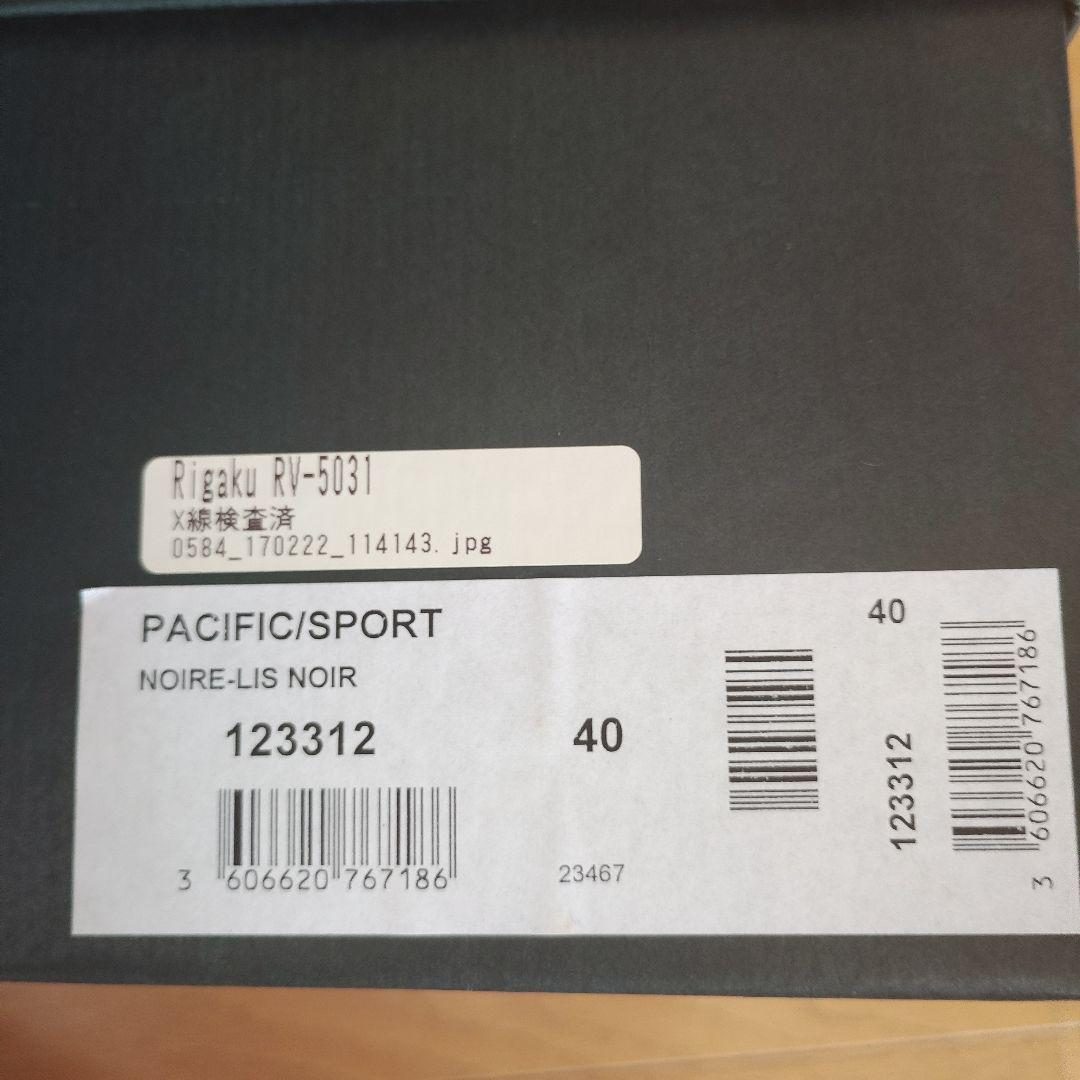 Rigaku RV-5031
X線検査済
0584_170222_114143.jpg
PACIFIC/SPORT
NOIRE-LIS NOIR
123312
40
3 606620 767186
23467
40
123312
3 606620 767186